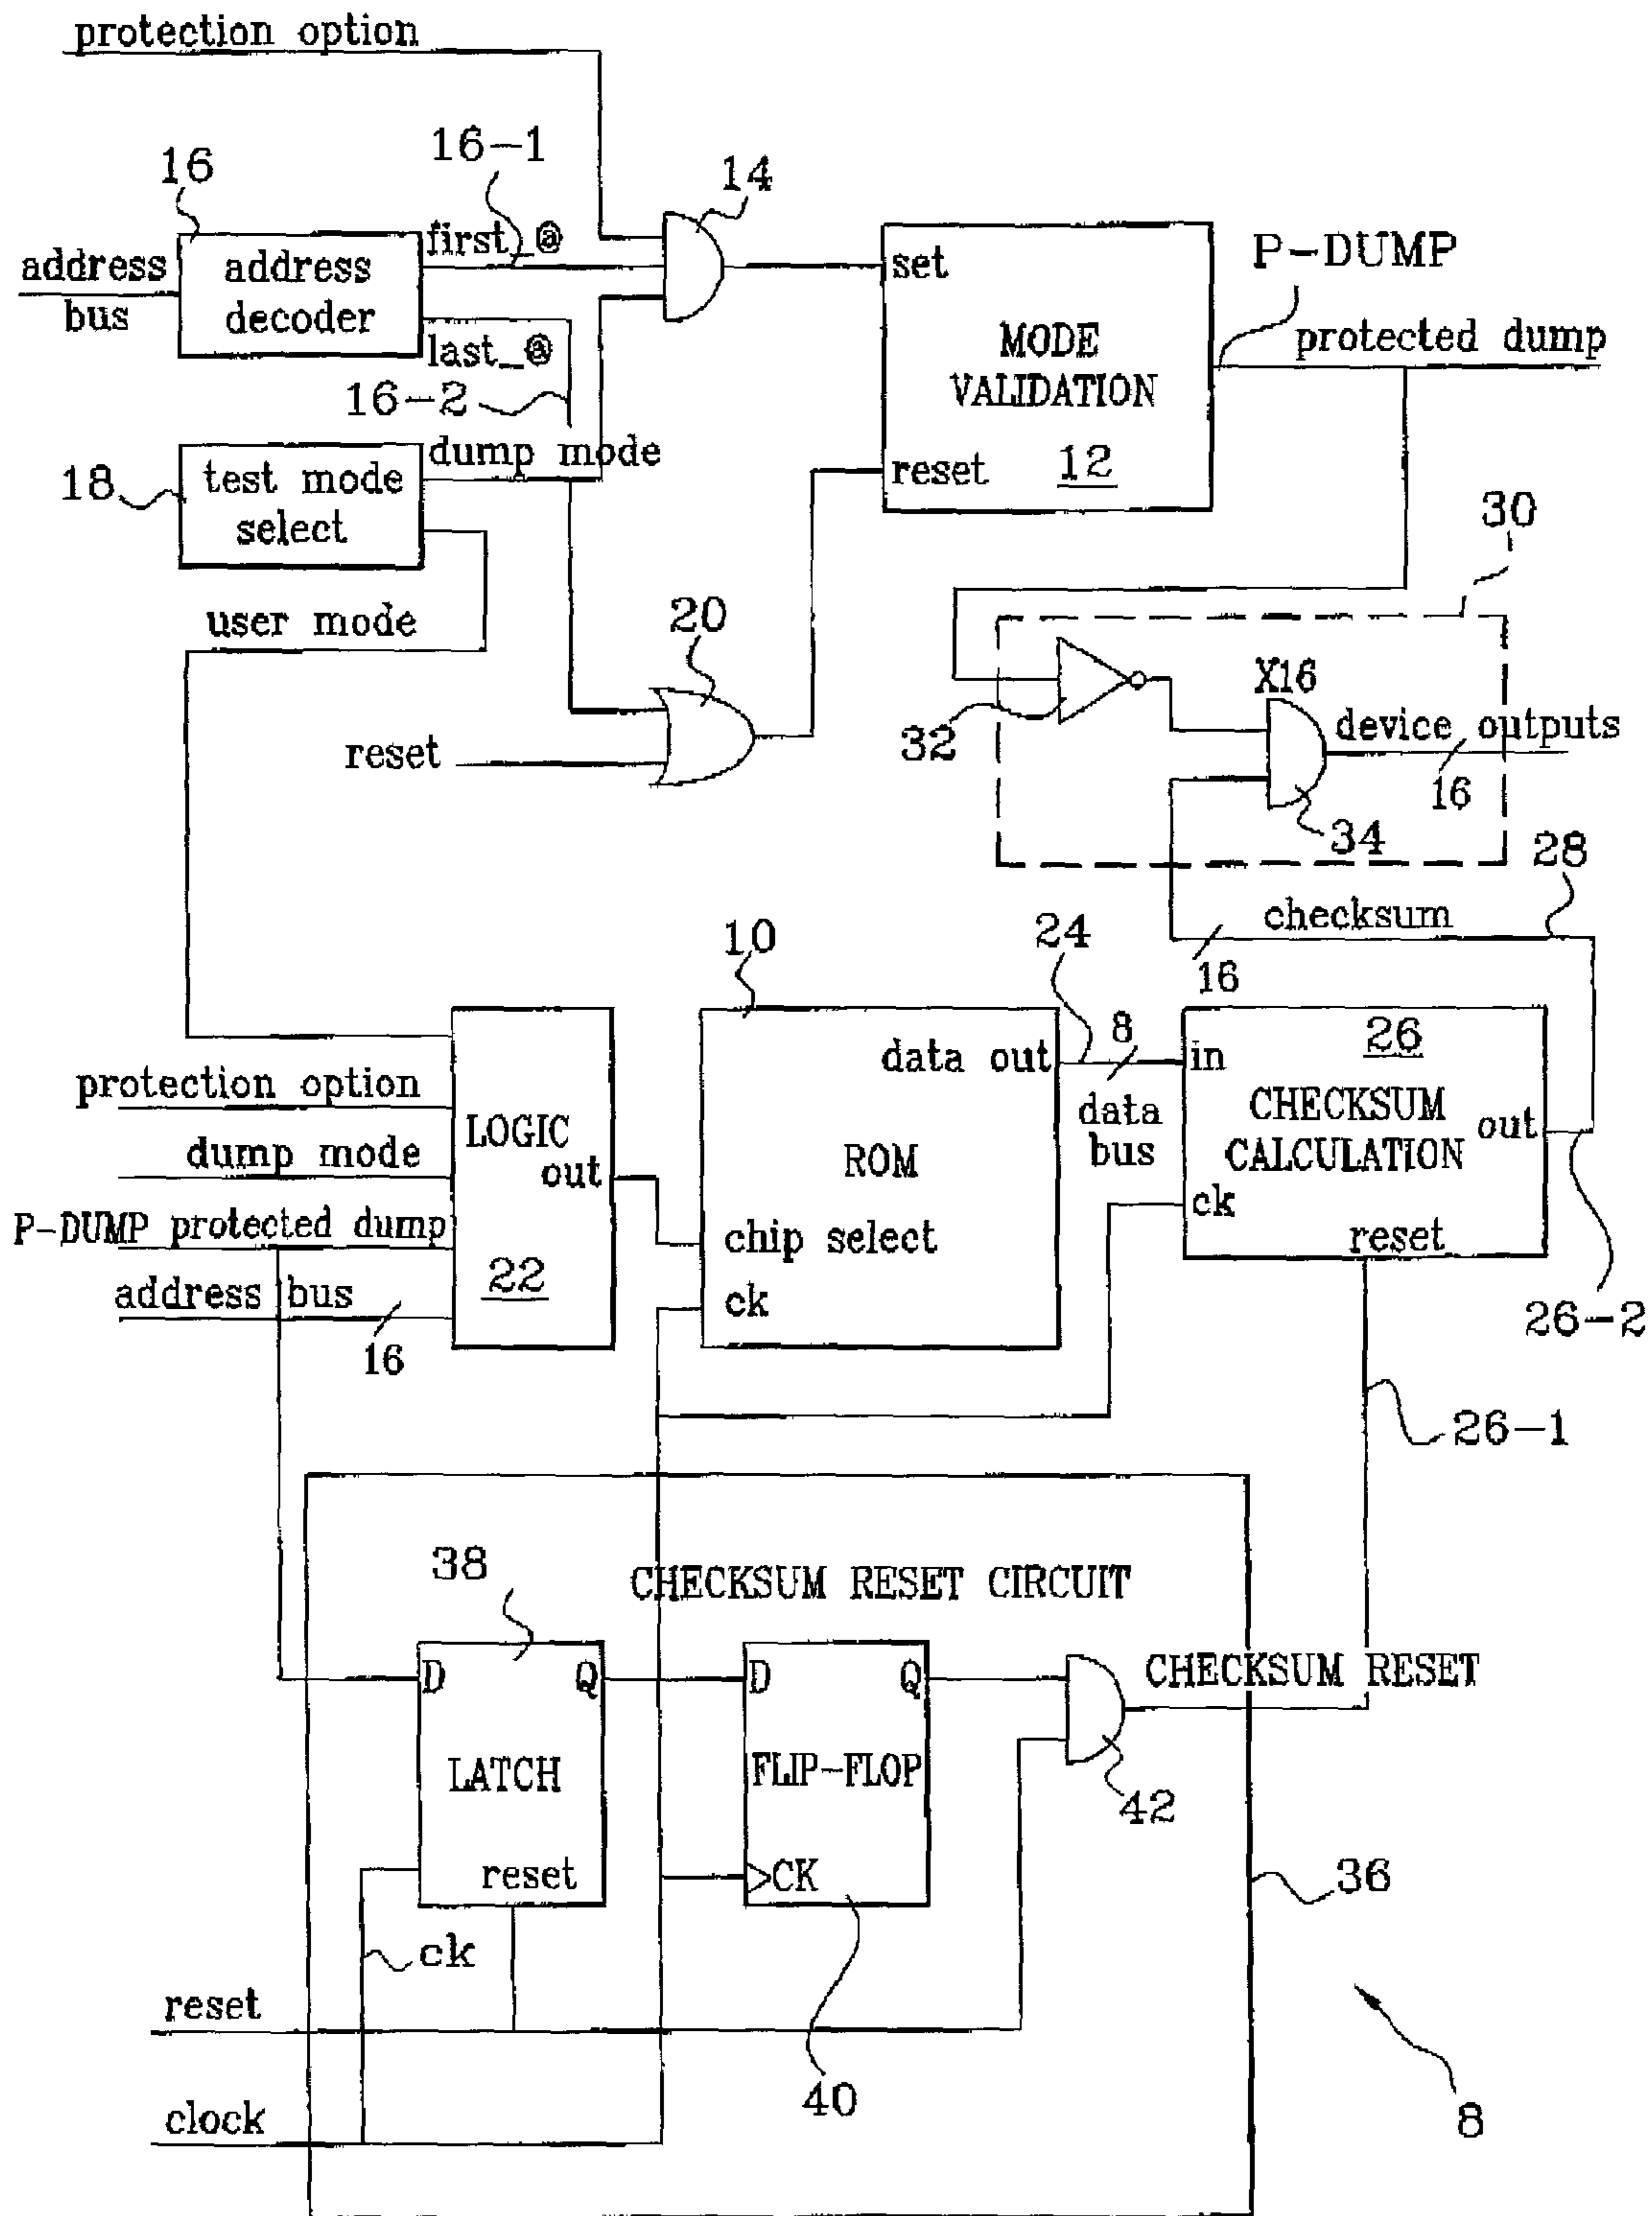 protection option
16-1
16
14
first_@
address bus
address decoder
set
P-DUMP
last_@
MODE VALIDATION
protected dump
16-2
dump mode
18
test mode select
reset
12
30
user mode
20
X16
device outputs
32
reset
16
34
28
checksum
10
24
16
8
26
data out
in
protection option
LOGIC
data bus
CHECKSUM CALCULATION
out
dump mode
out
ROM
P-DUMP protected dump
chip select
ck
reset
22
address bus
ck
16
26-2
26-1
38
CHECKSUM RESET CIRCUIT
D
Q
D
Q
CHECKSUM RESET
LATCH
FLIP-FLOP
42
reset
CK
36
ck
reset
40
clock
8